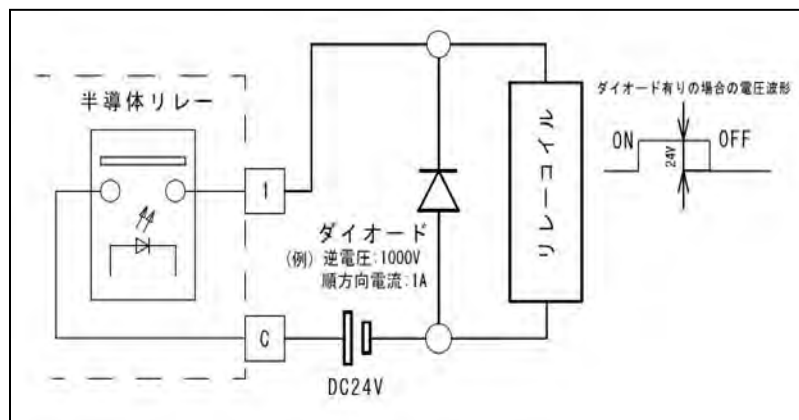 半導体リレー
1
C
ダイオード
(例) 逆電圧:1000V
順方向電流:1A
DC24V
リレーコイル
ダイオード有りの場合の電圧波形
ON
24V
OFF